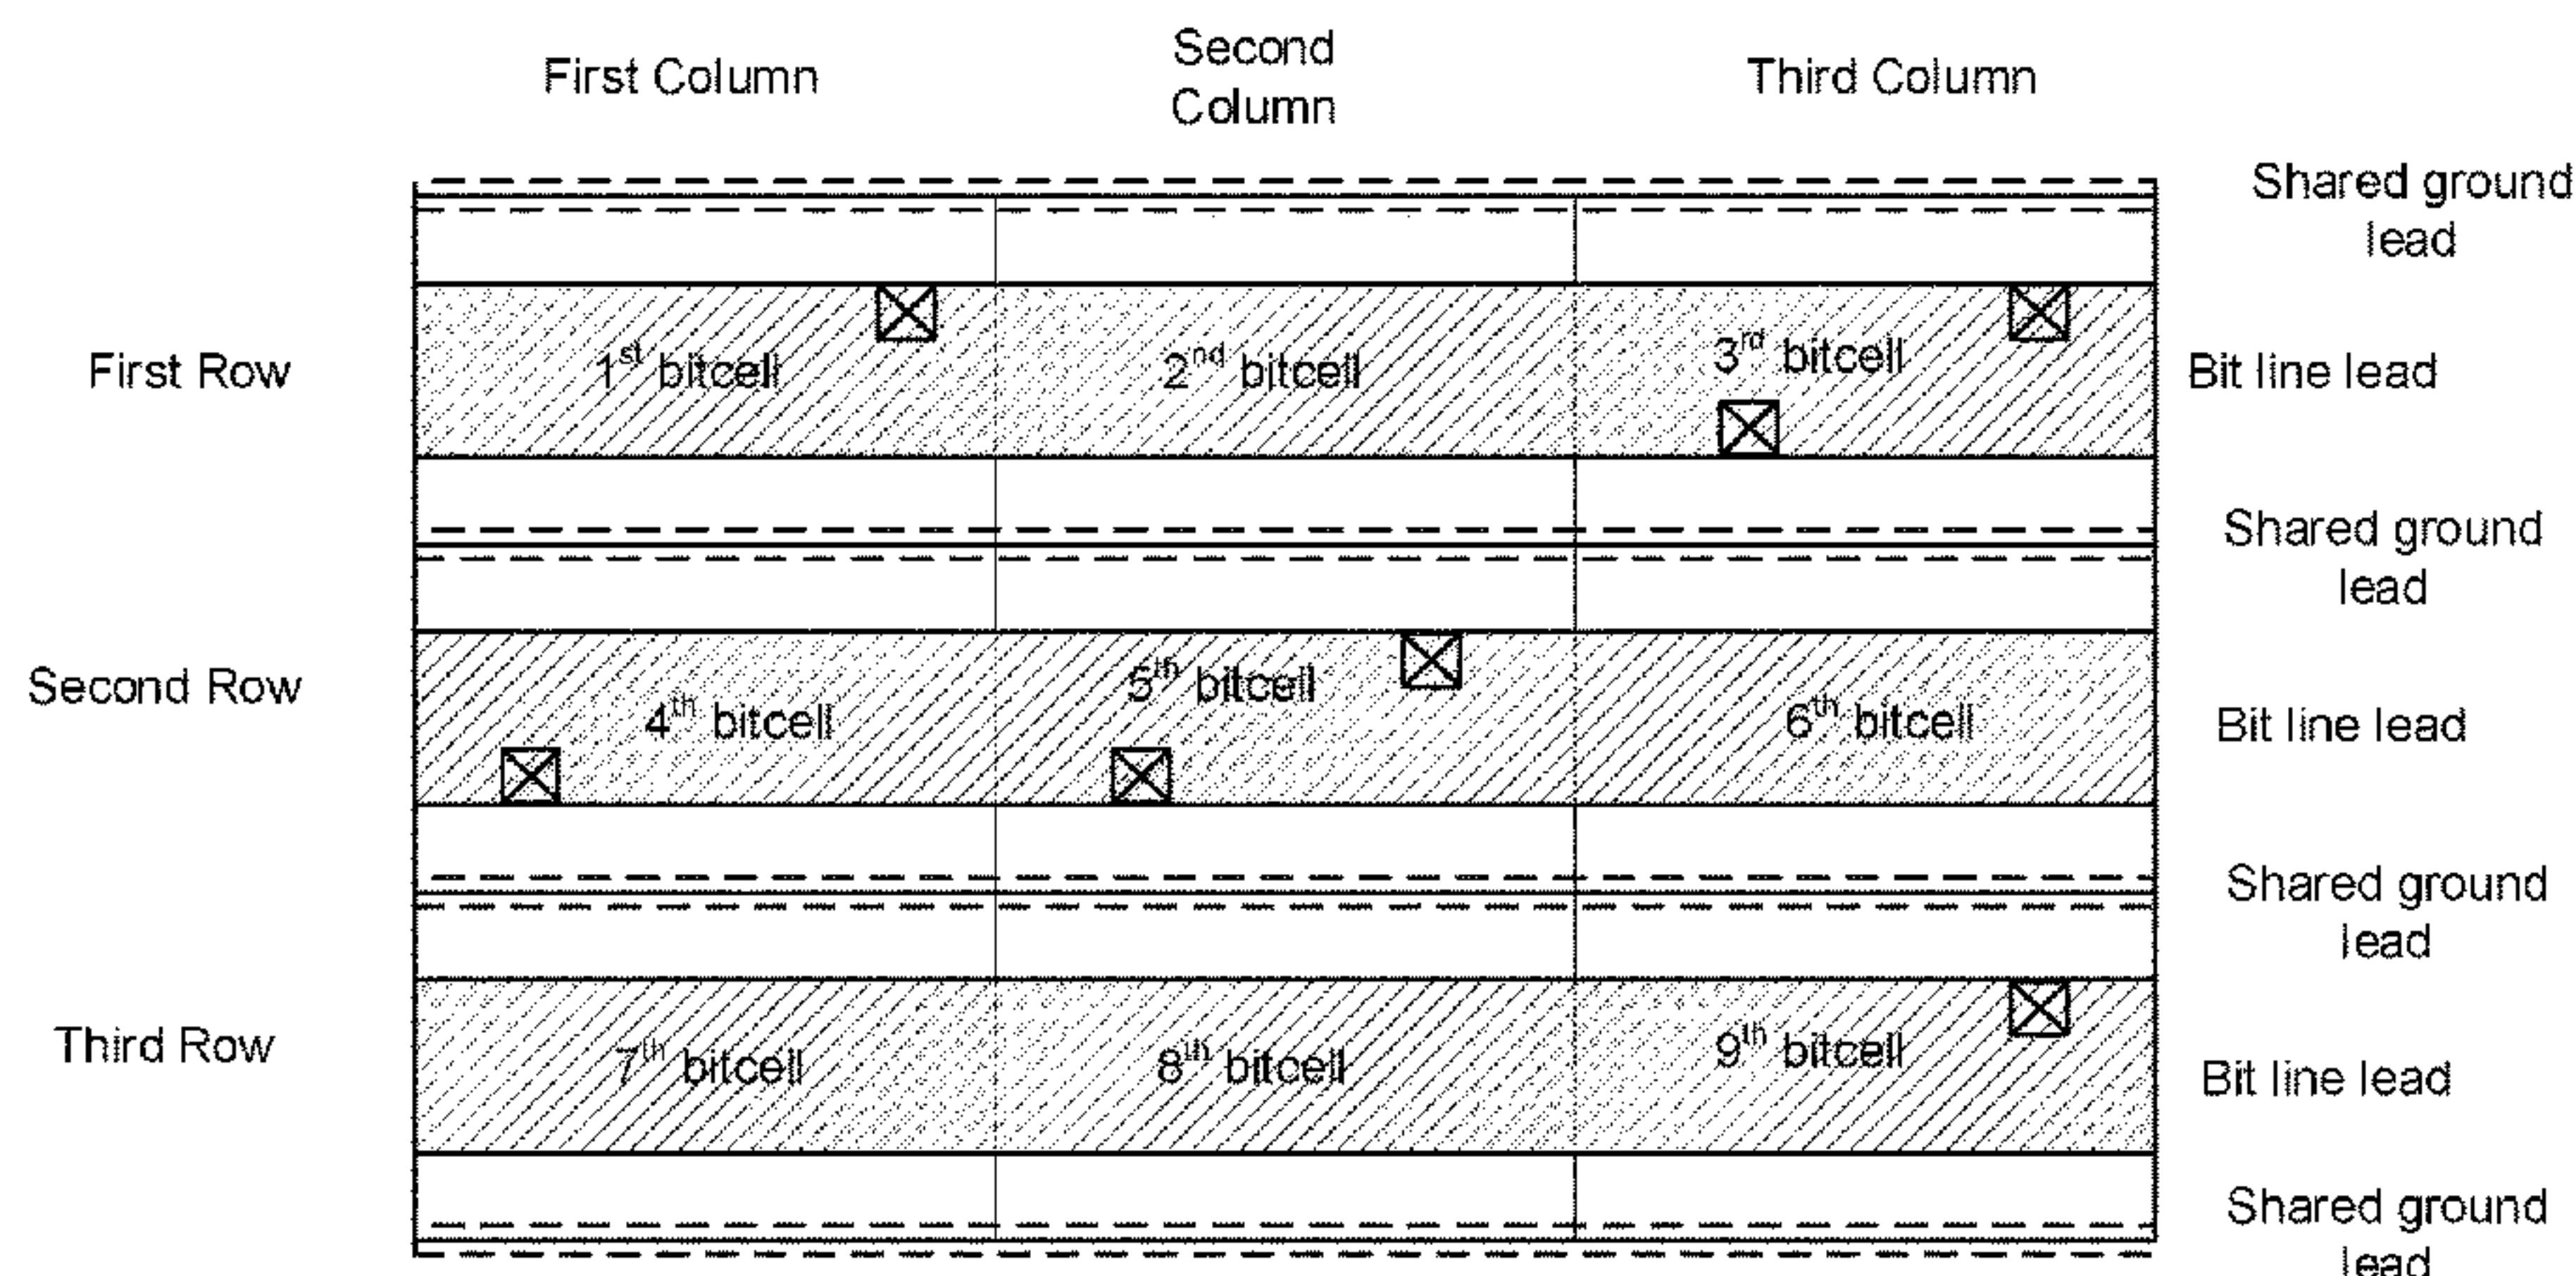 First Column
Second
Column
Third Column
Shared ground
lead
First Row
1st bitcell
2nd bitcell
3rd bitcell
Bit line lead
Shared ground
lead
Second Row
4th bitcell
5th bitcell
6th bitcell
Bit line lead
Shared ground
lead
Third Row
7th bitcell
8th bitcell
9th bitcell
Bit line lead
Shared ground
lead